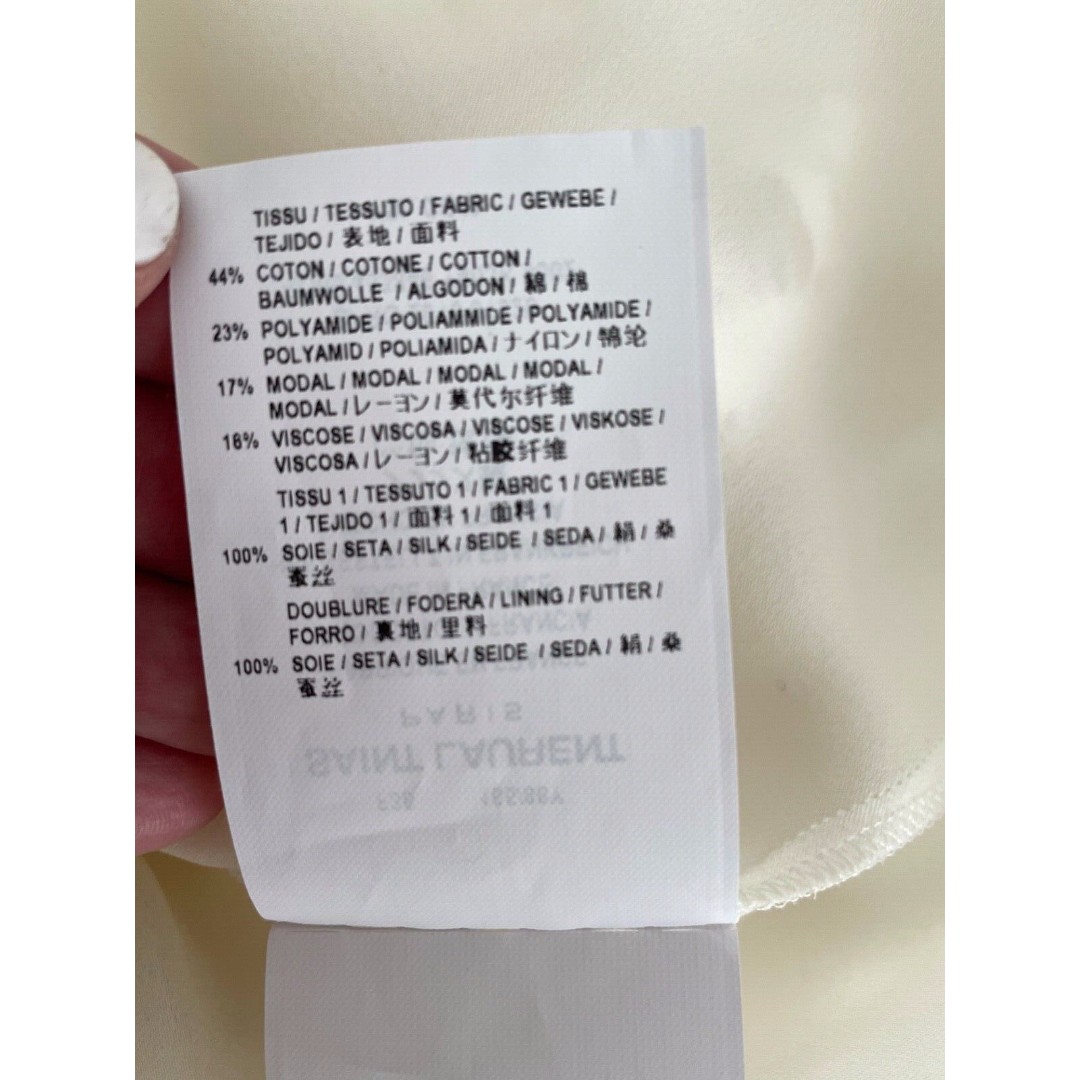 TISSU / TESSUTO / FABRIC / GEWEBE /
TEJIDO / 表地 / 面料
44% COTON / COTONE / COTTON /
BAUMWOLLE / ALGODON / 綿 / 棉
23% POLYAMIDE / POLIAMMIDE / POLYAMIDE /
POLYAMID / POLIAMIDA / ナイロン / 锦纶
17% MODAL / MODAL / MODAL / MODAL /
MODAL / レーヨン / 莫代尔纤维
16% VISCOSE / VISCOSA / VISCOSE / VISKOSE /
VISCOSA / レーヨン / 粘胶纤维
TISSU 1 / TESSUTO 1 / FABRIC 1 / GEWEBE
1 / TEJIDO 1 / 面料 1 / 面料 1
100% SOIE / SETA / SILK / SEIDE / SEDA / 絹 / 桑
蚕丝
DOUBLURE / FODERA / LINING / FUTTER /
FORRO / 裏地 / 里料
100% SOIE / SETA / SILK / SEIDE / SEDA / 絹 / 桑
蚕丝
PARIS
SAINT LAURENT